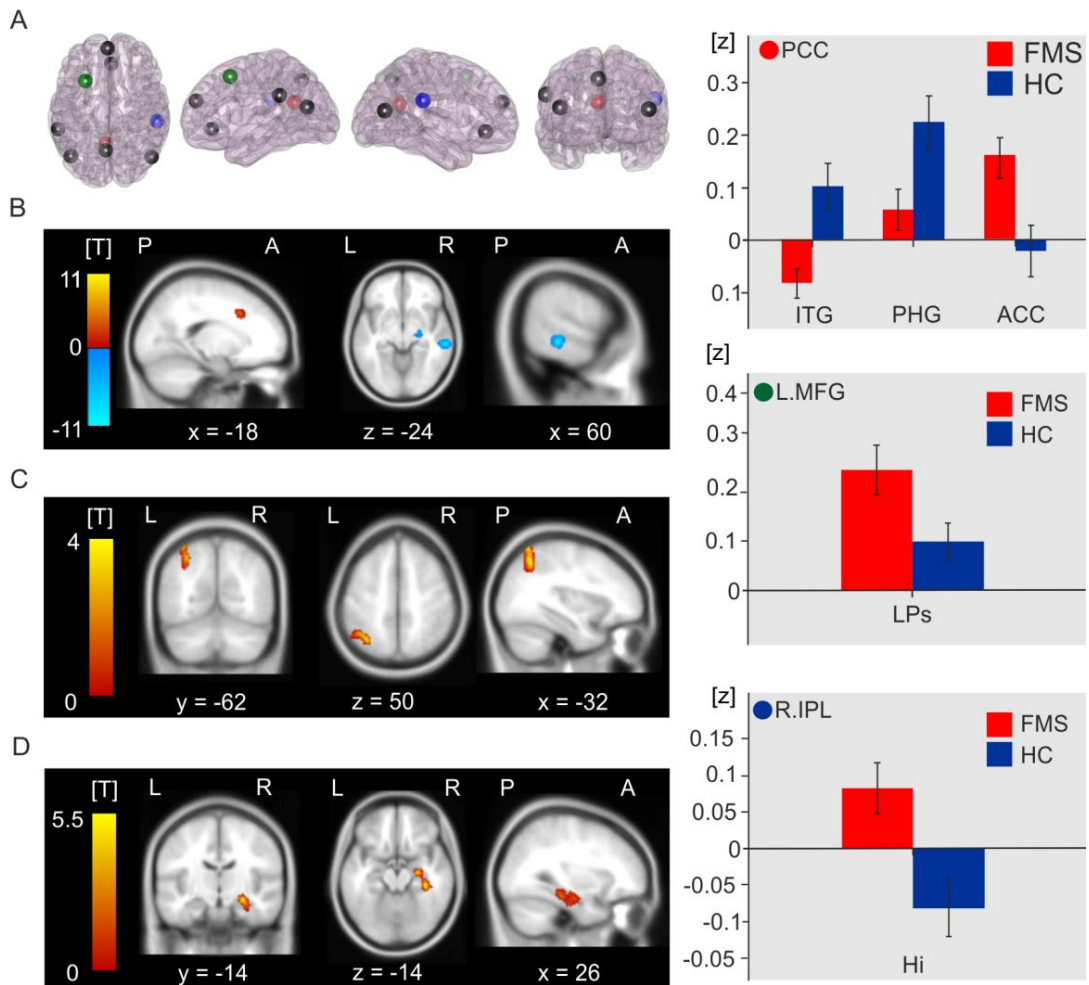 A
B
[T]
11
0
-11
P A
L R
P A
x = -18
z = -24
x = 60
C
[T]
4
0
L R
L R
P A
y = -62
z = 50
x = -32
D
[T]
5.5
0
L R
L R
P A
y = -14
z = -14
x = 26
[z]
PCC
FMS
HC
0.3
0.2
0.1
0
0.1
ITG PHG ACC
[z]
L.MFG
FMS
HC
0.4
0.3
0.2
0.1
0
LPs
[z]
R.IPL
FMS
HC
0.15
0.1
0.05
0
-0.05
-0.1
-0.05
Hi